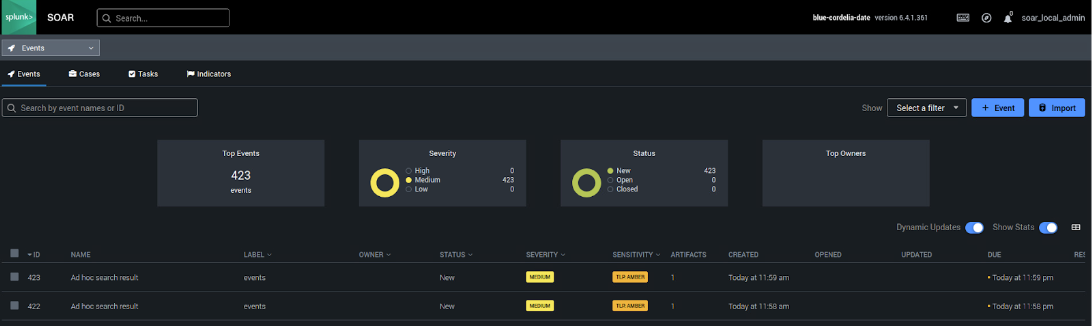 splunk> SOAR Search... blue-cordelia-date version 6.4.1.361 soar_local_admin
Events
Events Cases Tasks Indicators
Search by event names or ID Show Select a filter + Event Import
Top Events Severity Status Top Owners
423 High 0 New 423
events Medium 423 Open 0
Low 0 Closed 0
Dynamic Updates Show Stats
ID NAME LABEL OWNER STATUS SEVERITY SENSITIVITY ARTIFACTS CREATED OPENED UPDATED DUE RES
423 Ad hoc search result events New MEDIUM TLP:AMBER 1 Today at 11:59 am Today at 11:59 pm
422 Ad hoc search result events New MEDIUM TLP:AMBER 1 Today at 11:58 am Today at 11:58 pm